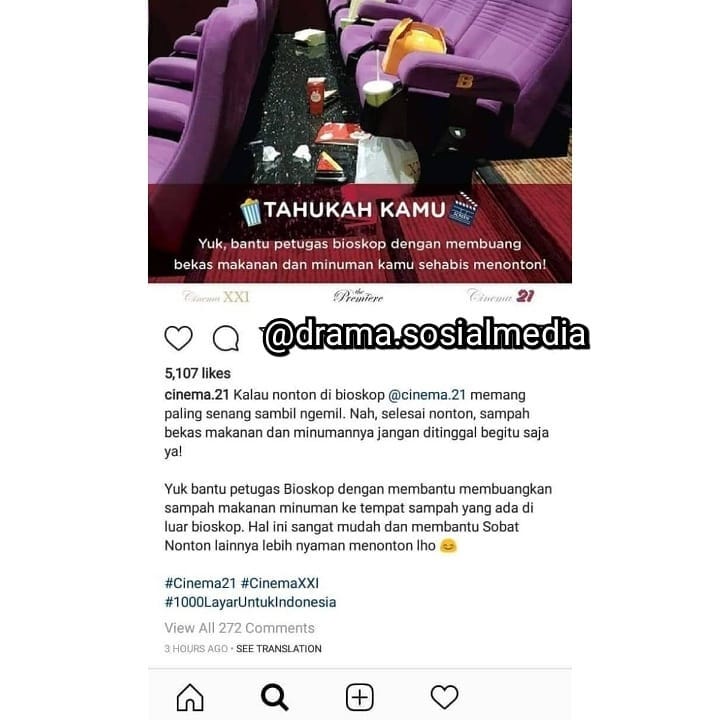 B
TAHUKAH KAMU
Yuk, bantu petugas bioskop dengan membuang
bekas makanan dan minuman kamu sehabis menonton!
Cinema XXI the Premiere Cinema 21
@drama.sosialmedia
5,107 likes
cinema.21 Kalau nonton di bioskop @cinema.21 memang
paling senang sambil ngemil. Nah, selesai nonton, sampah
bekas makanan dan minumannya jangan ditinggal begitu saja
ya!
Yuk bantu petugas Bioskop dengan membantu membuangkan
sampah makanan minuman ke tempat sampah yang ada di
luar bioskop. Hal ini sangat mudah dan membantu Sobat
Nonton lainnya lebih nyaman menonton lho 😊
#Cinema21 #CinemaXXI
#1000LayarUntukIndonesia
View All 272 Comments
3 HOURS AGO • SEE TRANSLATION